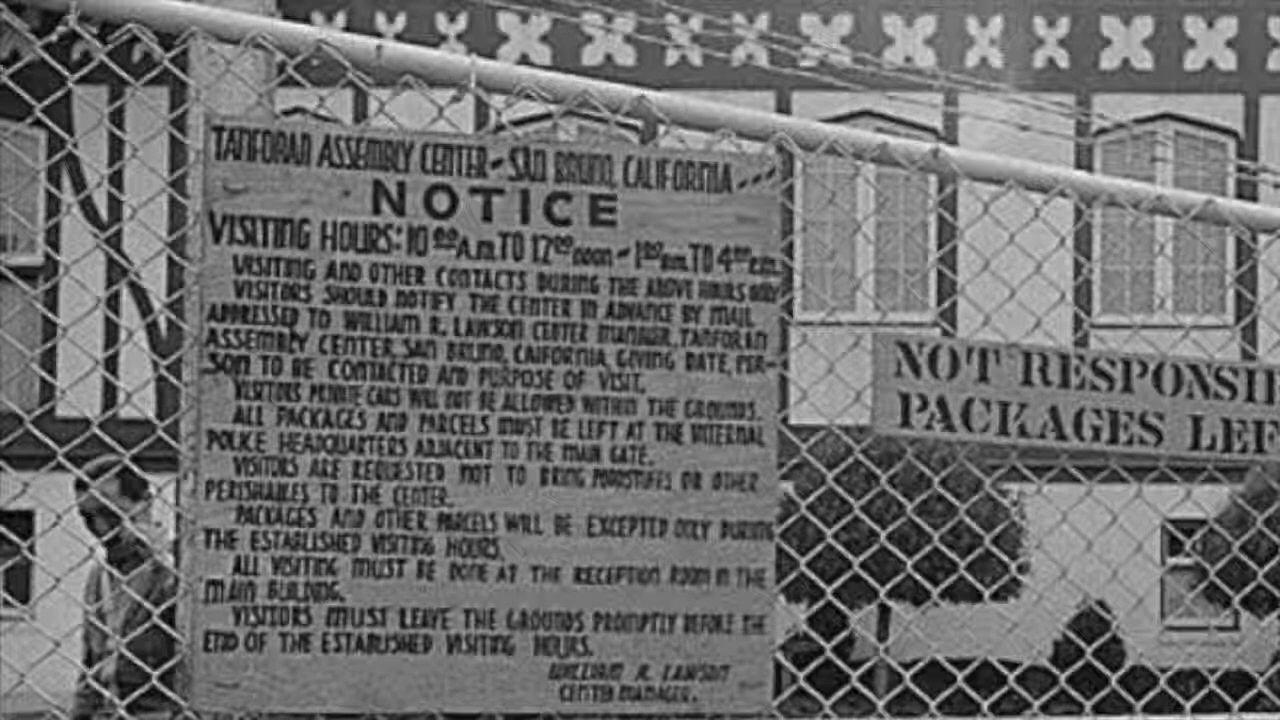 TANFORAN ASSEMBLY CENTER - SAN BRUNO, CALIFORNIA - - -
NOTICE
VISITING HOURS: 10 00 A.M. TO 12 00 NOON - 1 00 P.M. TO 4 00 P.M.
VISITING AND OTHER CONTACTS DURING THE ABOVE HOURS ONLY
VISITORS SHOULD NOTIFY THE CENTER IN ADVANCE BY MAIL
ADDRESSED TO WILLIAM R. LAWSON CENTER MANAGER, TANFORAN
ASSEMBLY CENTER, SAN BRUNO, CAIFORNIA, GIVING DATE, PER-
SON TO BE CONTACTED AND PURPOSE OF VISIT.
VISITORS PRIVATE CARS WILL NOT BE ALLOWED WITHIN THE GROUNDS.
ALL PACKAGES AND PARCELS MUST BE LEFT AT THE INTERNAL
POLICE HEADQUARTERS ADJACENT TO THE MAIN GATE.
VISITORS ARE REQUESTED NOT TO BRING FOODSTUFFS OR OTHER
PERISHABLES TO THE CENTER.
PACKAGES AND OTHER PARCELS WILL BE EXCEPTED ONLY DURING
THE ESTABLISHED VISITING HOURS
ALL VISITING MUST BE DONE AT THE RECEPTION ROOM IN THE
MAIN BUILDING.
VISITORS MUST LEAVE THE GROUNDS PROMPTLY BEFORE THE
END OF THE ESTABLISHED VISITING HOURS.
WILLIAM R. LAWSON
CENTER MANAGER.
NOT RESPONSI
PACKAGES LEF